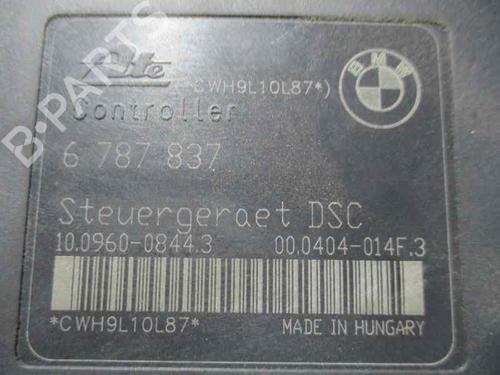 Ate CWH9L10L87*)
BMW
Controller
6 787 837
Steuergeraet DSC
10.0960-0844.3 00.0404-014F.3
*CWH9L10L87* MADE IN HUNGARY
B-PARTS